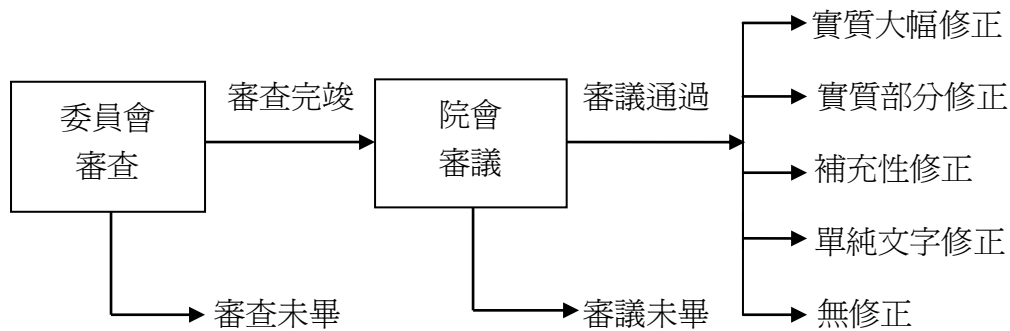 委員會
審查
審查完竣
院會
審議
審議通過
實質大幅修正
實質部分修正
補充性修正
單純文字修正
無修正
審查未畢
審議未畢